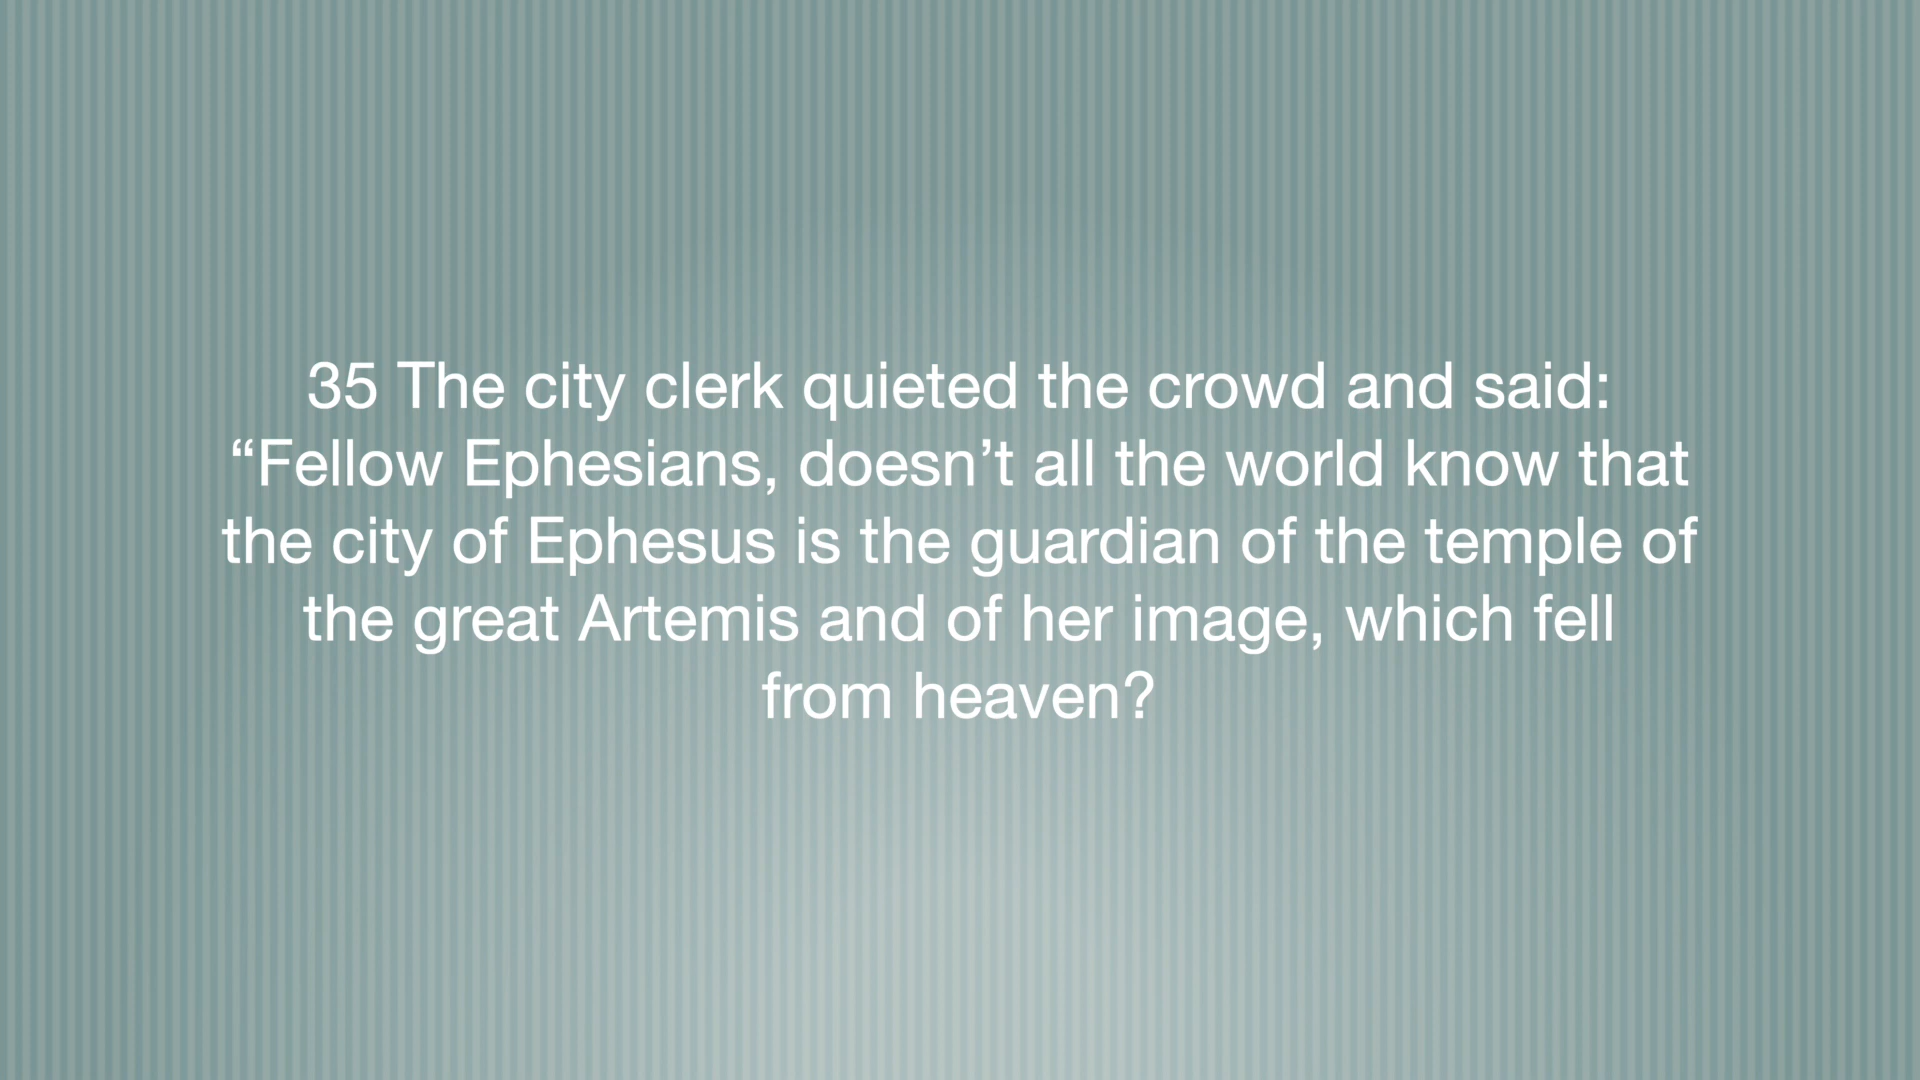 35 The city clerk quieted the crowd and said:
“Fellow Ephesians, doesn’t all the world know that
the city of Ephesus is the guardian of the temple of
the great Artemis and of her image, which fell
from heaven?